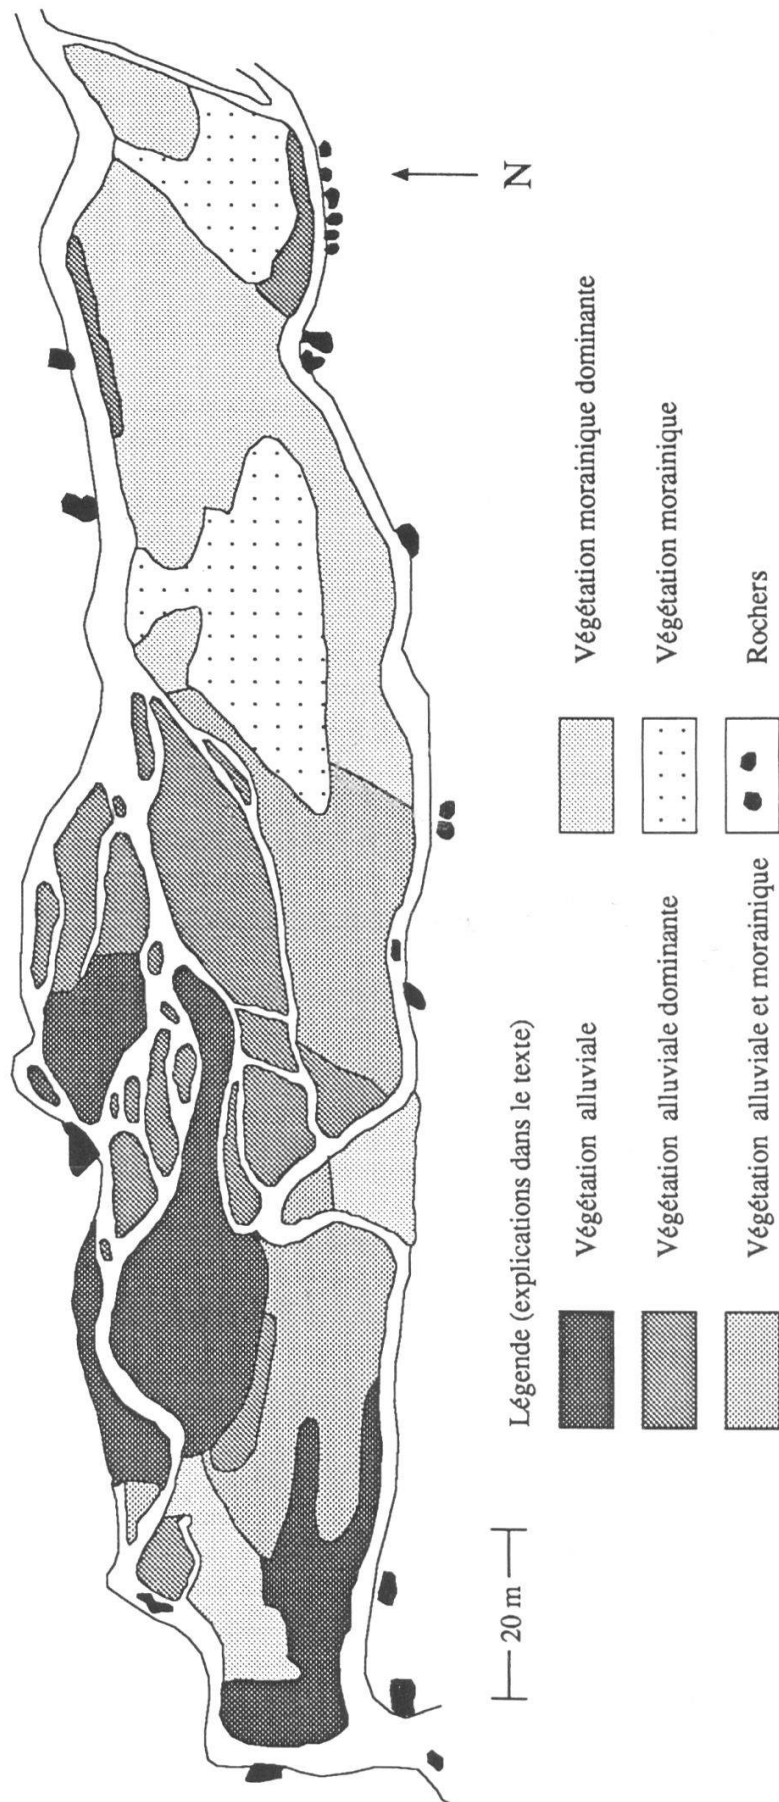 N
20 m
Légende (explications dans le texte)
Végétation alluviale
Végétation alluviale dominante
Végétation alluviale et morainique
Végétation morainique dominante
Végétation morainique
Rochers